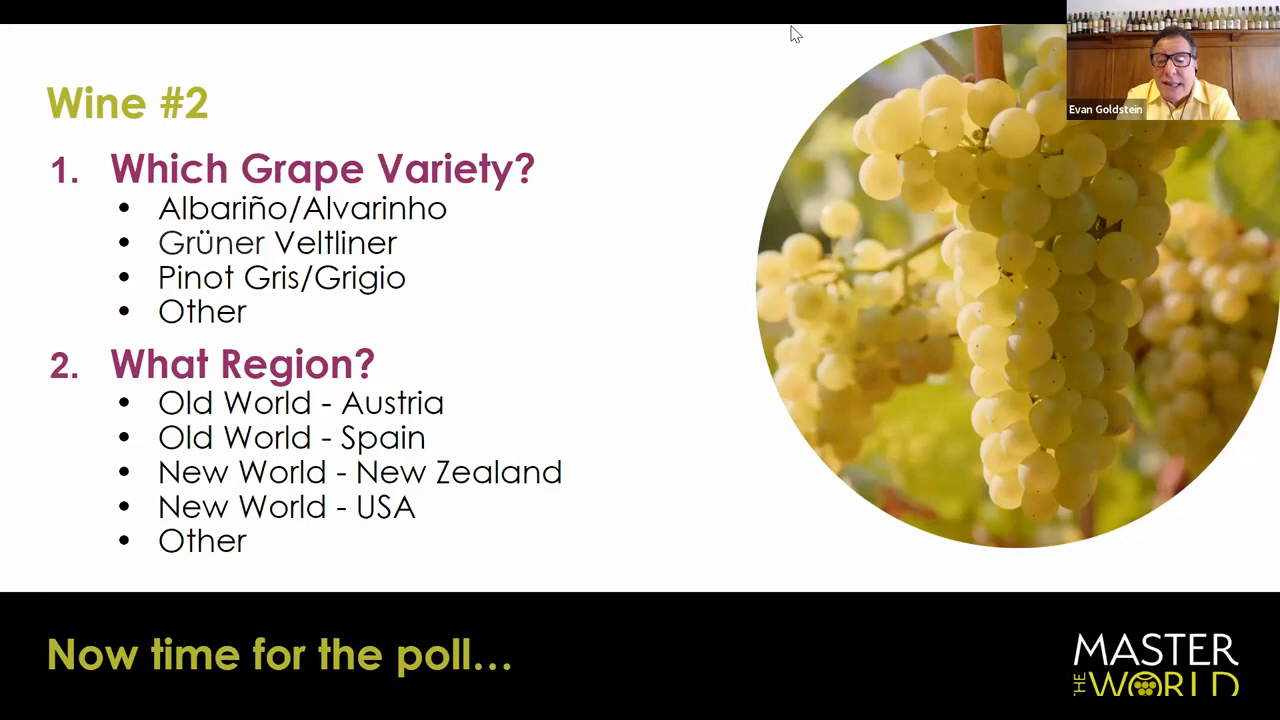 Evan Goldstein
Wine #2
1. Which Grape Variety?
• Albariño/Alvarinho
• Grüner Veltliner
• Pinot Gris/Grigio
• Other
2. What Region?
• Old World - Austria
• Old World - Spain
• New World - New Zealand
• New World - USA
• Other
Now time for the poll...
MASTER
THE WORLD